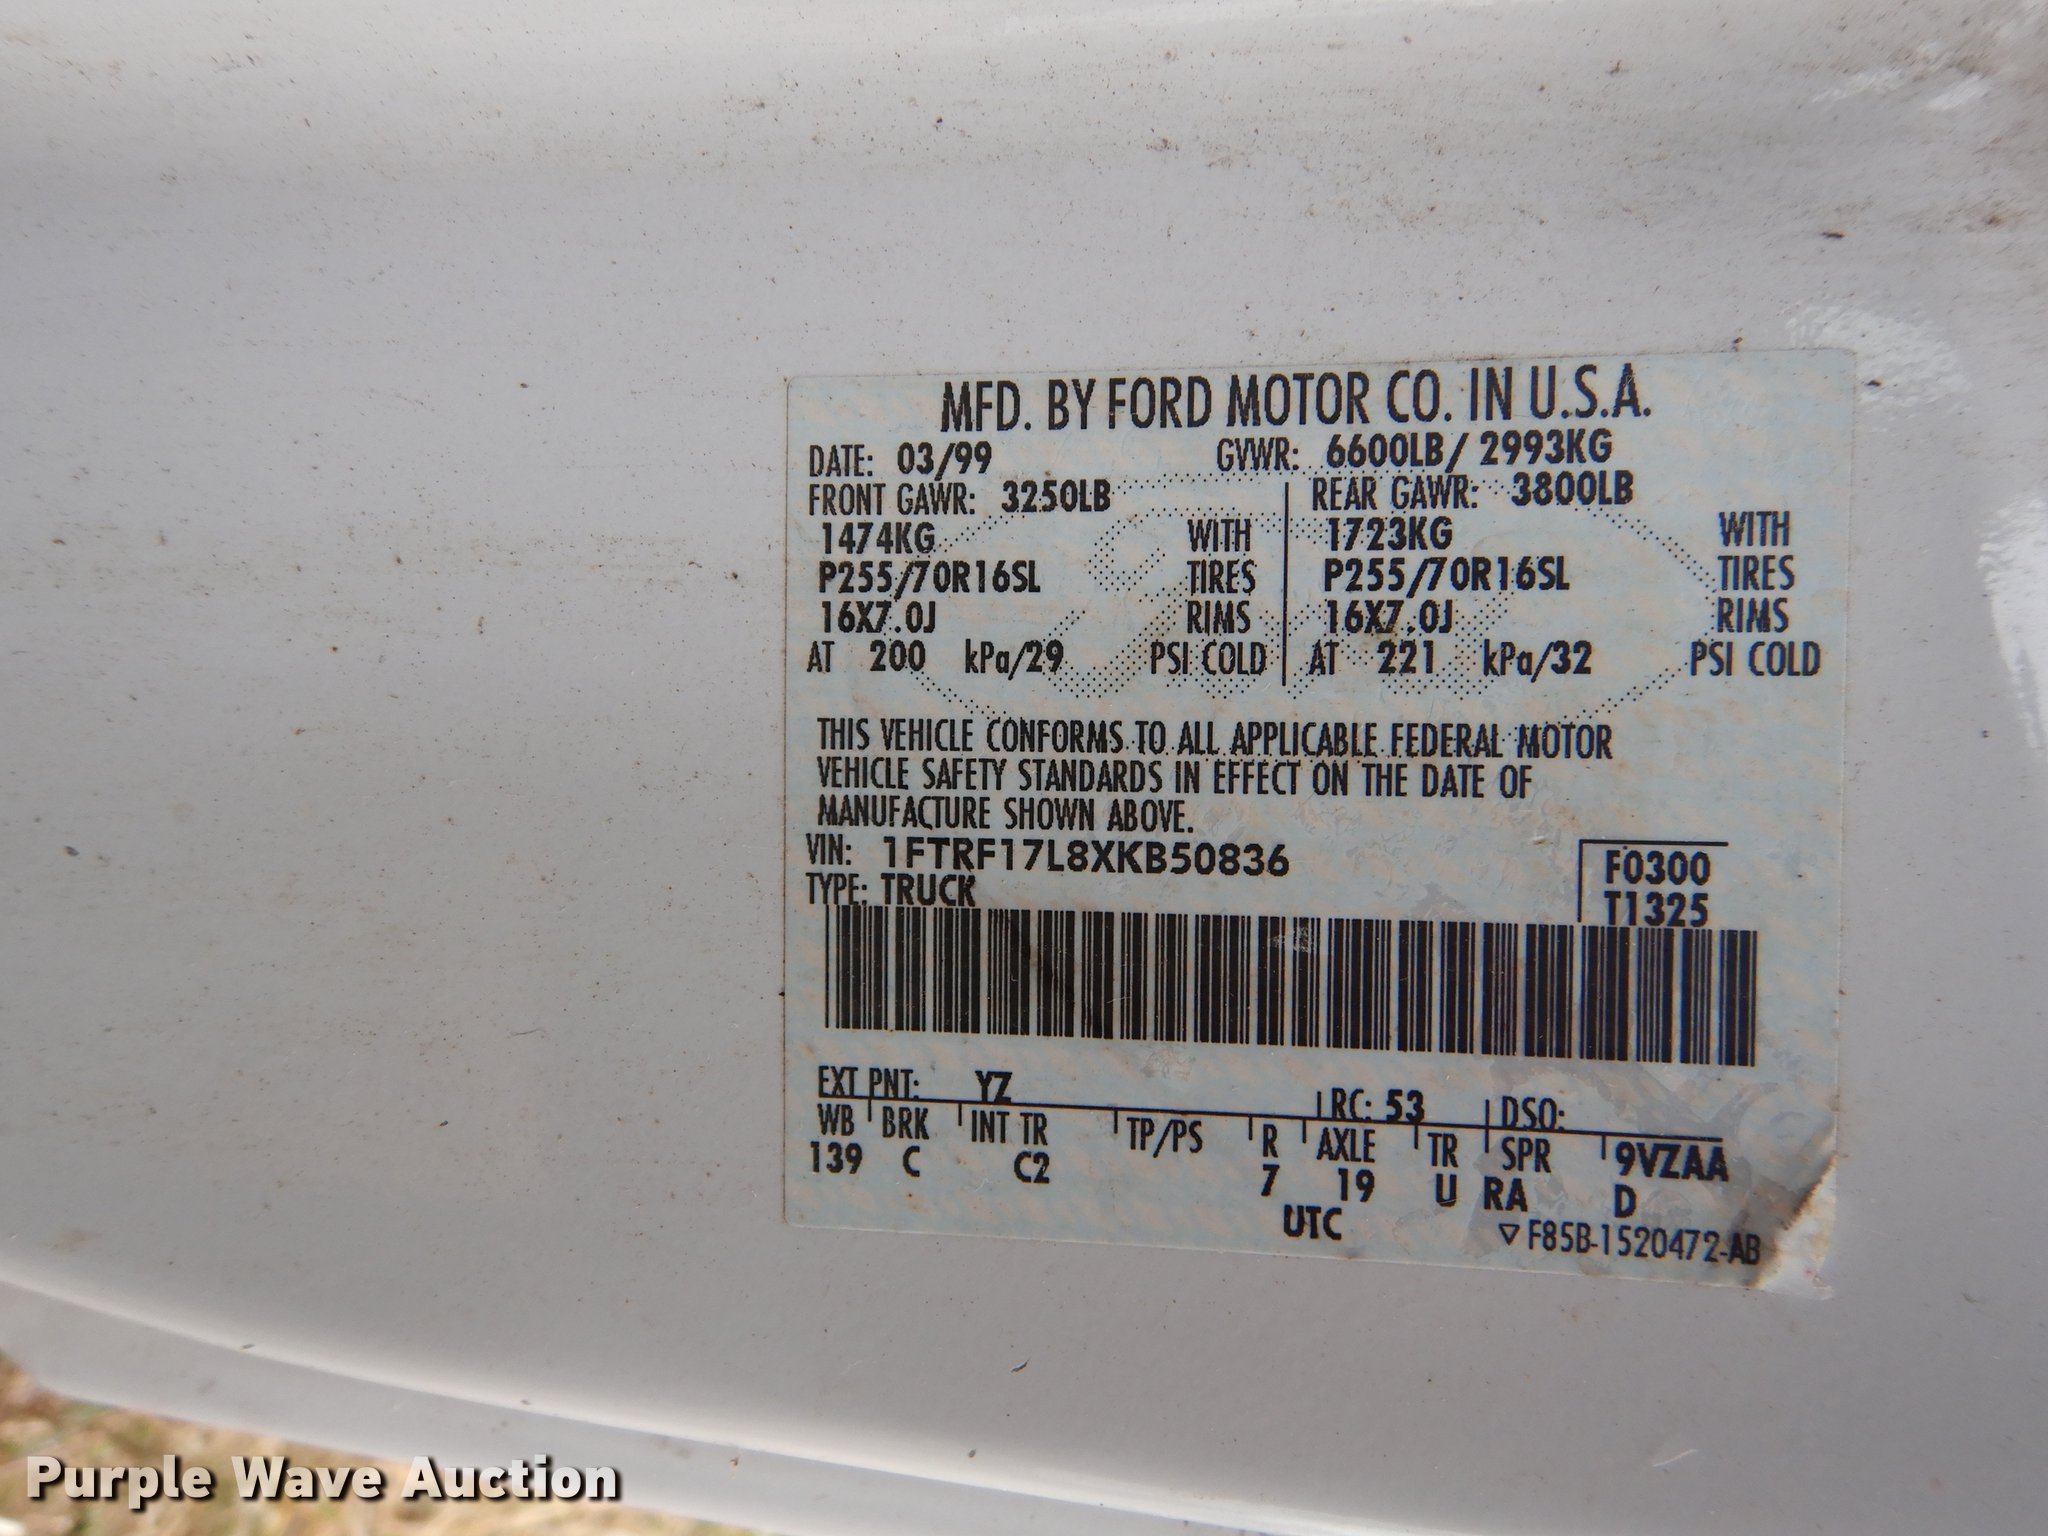 MFD. BY FORD MOTOR CO. IN U.S.A.
DATE: 03/99 GVWR: 6600LB/ 2993KG
FRONT GAWR: 3250LB REAR GAWR: 3800LB
1474KG WITH 1723KG WITH
P255/70R16SL TIRES P255/70R16SL TIRES
16X7.0J RIMS 16X7.0J RIMS
AT 200 kPa/29 PSI COLD AT 221 kPa/32 PSI COLD
THIS VEHICLE CONFORMS TO ALL APPLICABLE FEDERAL MOTOR
VEHICLE SAFETY STANDARDS IN EFFECT ON THE DATE OF
MANUFACTURE SHOWN ABOVE.
VIN: 1FTRF17L8XKB50836 F0300
TYPE: TRUCK T1325
EXT PNT: YZ RC: 53 DSO:
WB BRK INT TR TP/PS R AXLE TR SPR 9VZAA
139 C C2 7 19 U RA D
UTC ▽F85B-1520472-AB
Purple Wave Auction